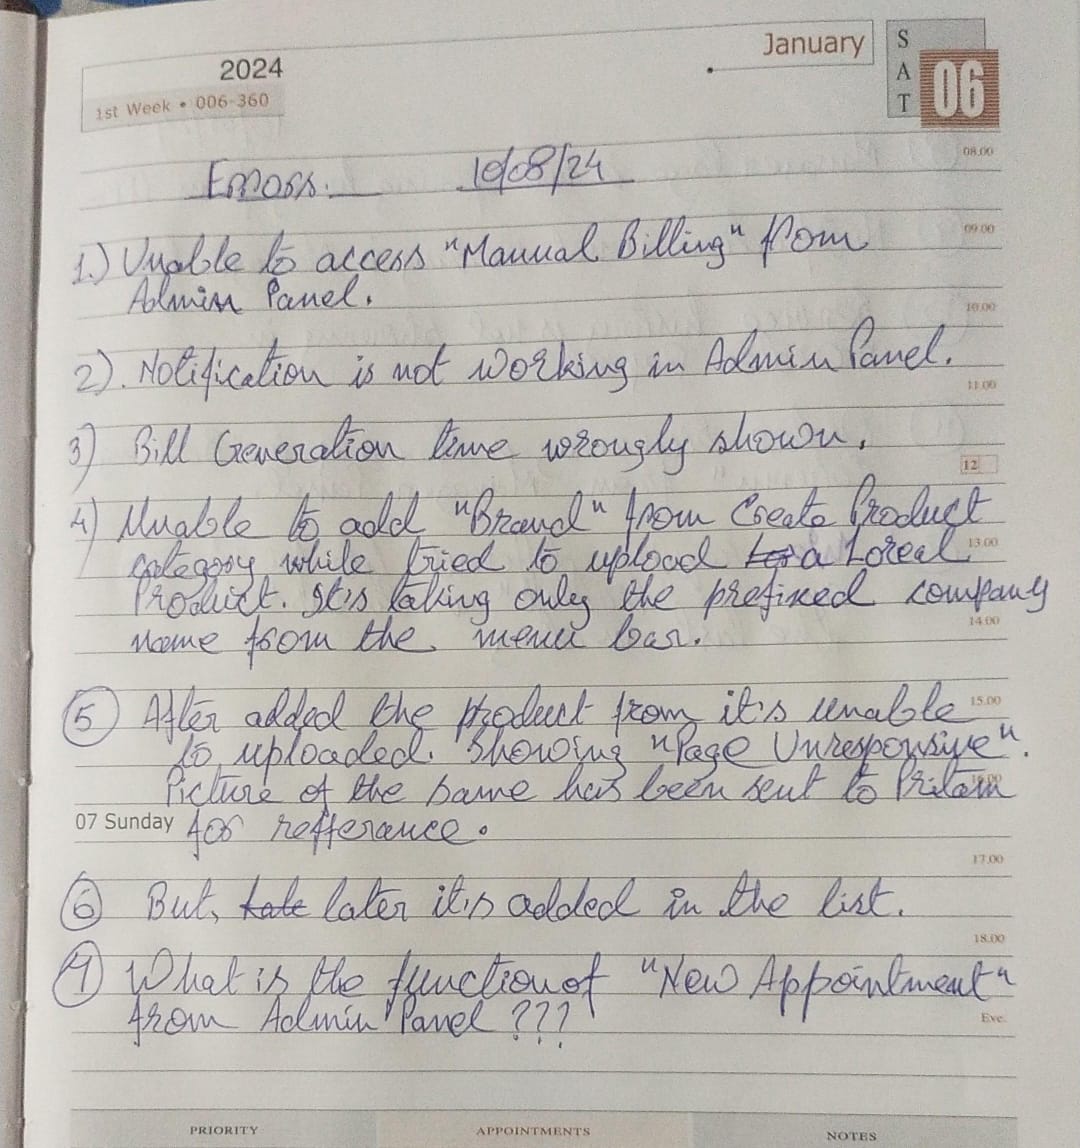 2024
January
SAT
06
1st Week • 006-360
08.00
Errors. 10/08/24
09.00
1.) Unable to access "Manual Billing" from
Admin Panel.
10.00
2). Notification is not working in Admin Panel.
11.00
3) Bill Generation time wrongly shown.
12
4) Unable to add "Brand" from Create Product
category while tried to upload a Loreal
13.00
Product. It's taking only the prefixed company
14.00
name from the menu bar.
5) After added the product from it's unable
15.00
to uploaded. Showing "Page Unresponsive".
Picture of the same has been sent to Pritam
16.00
07 Sunday
for refferance.
17.00
6) But, late later it's added in the list.
18.00
7) What is the function of "New Appointment"
from Admin Panel ???
Eve.
PRIORITY
APPOINTMENTS
NOTES